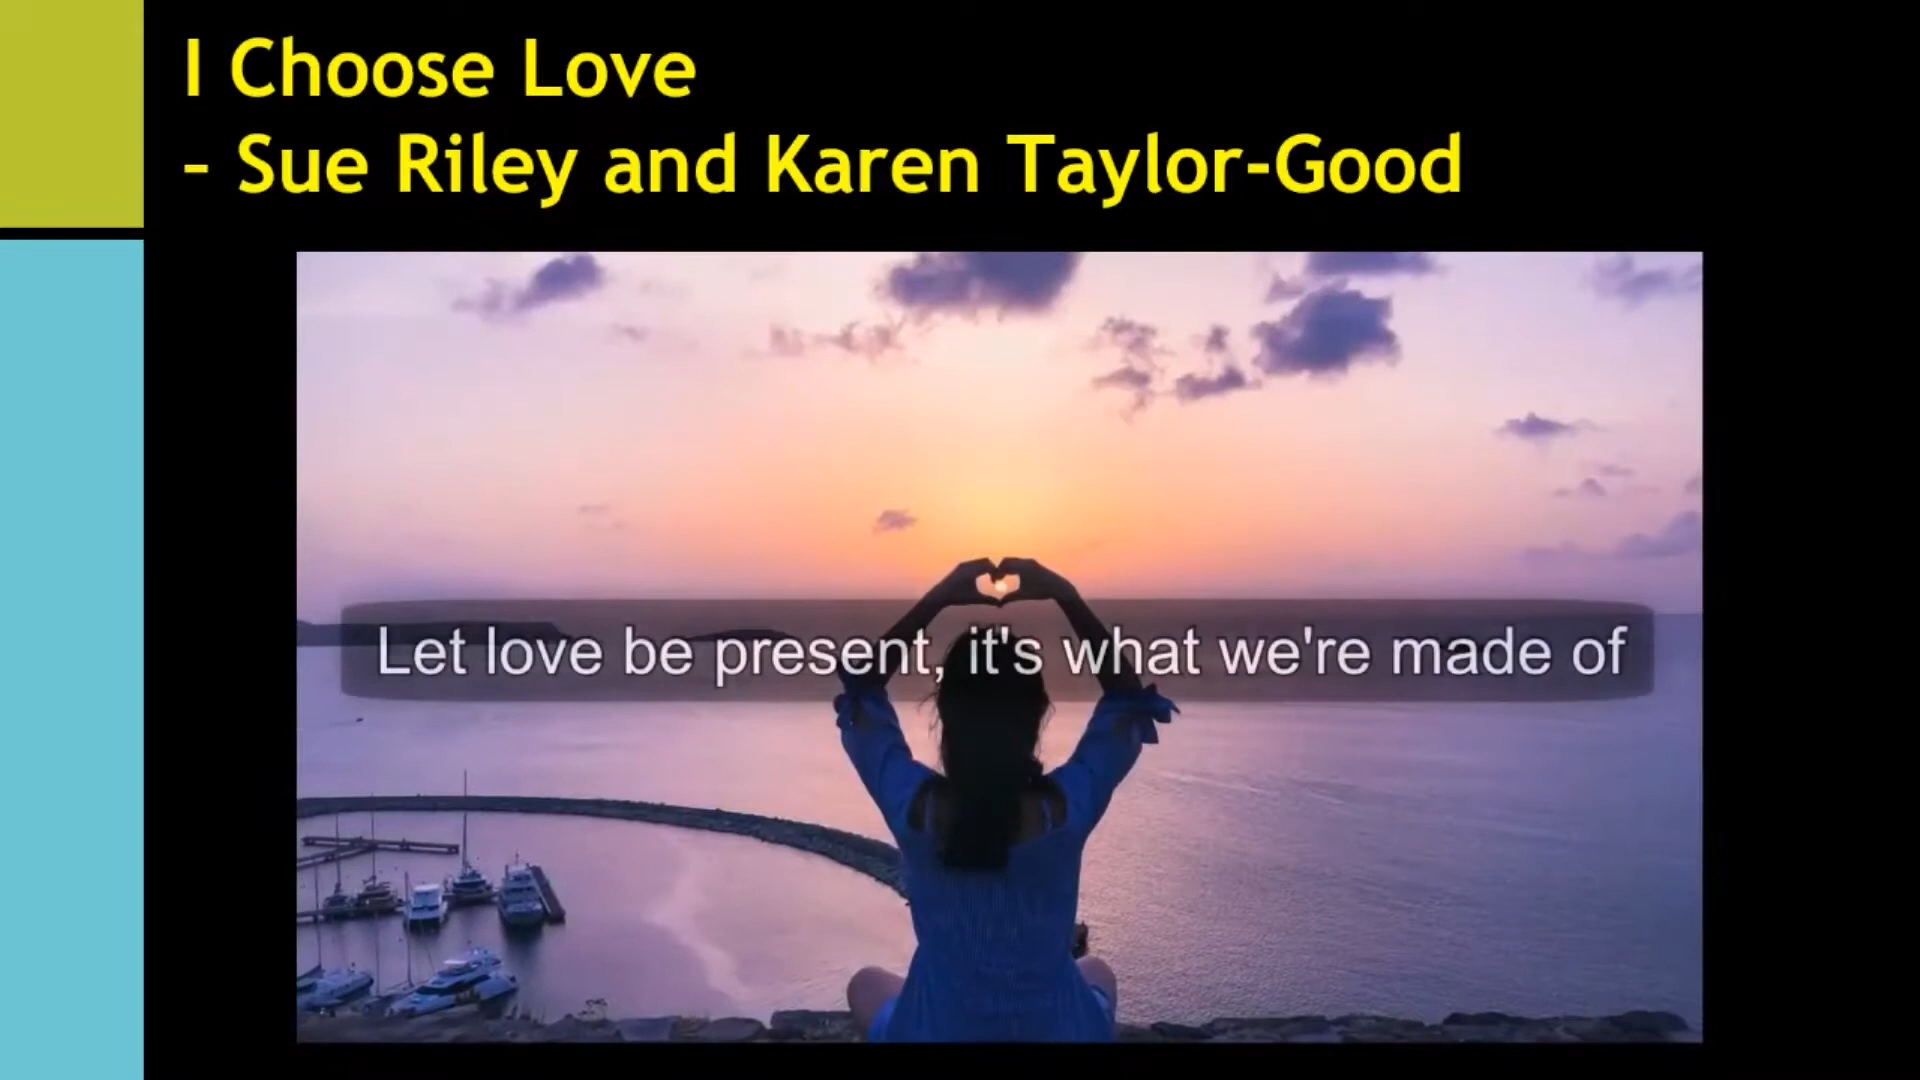 I Choose Love
– Sue Riley and Karen Taylor-Good
Let love be present, it's what we're made of